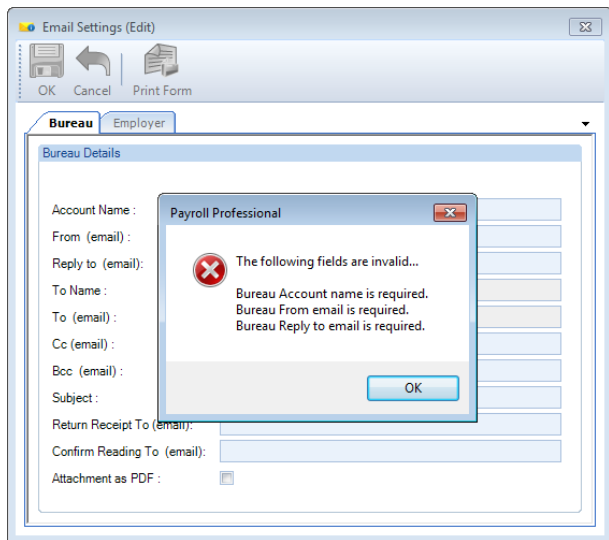 Email Settings (Edit)
OK Cancel Print Form
Bureau Employer
Bureau Details
Account Name :
From (email) :
Reply to (email):
To Name :
To (email) :
Cc (email) :
Bcc (email) :
Subject :
Return Receipt To (email):
Confirm Reading To (email):
Attachment as PDF :
Payroll Professional
The following fields are invalid...
Bureau Account name is required.
Bureau From email is required.
Bureau Reply to email is required.
OK